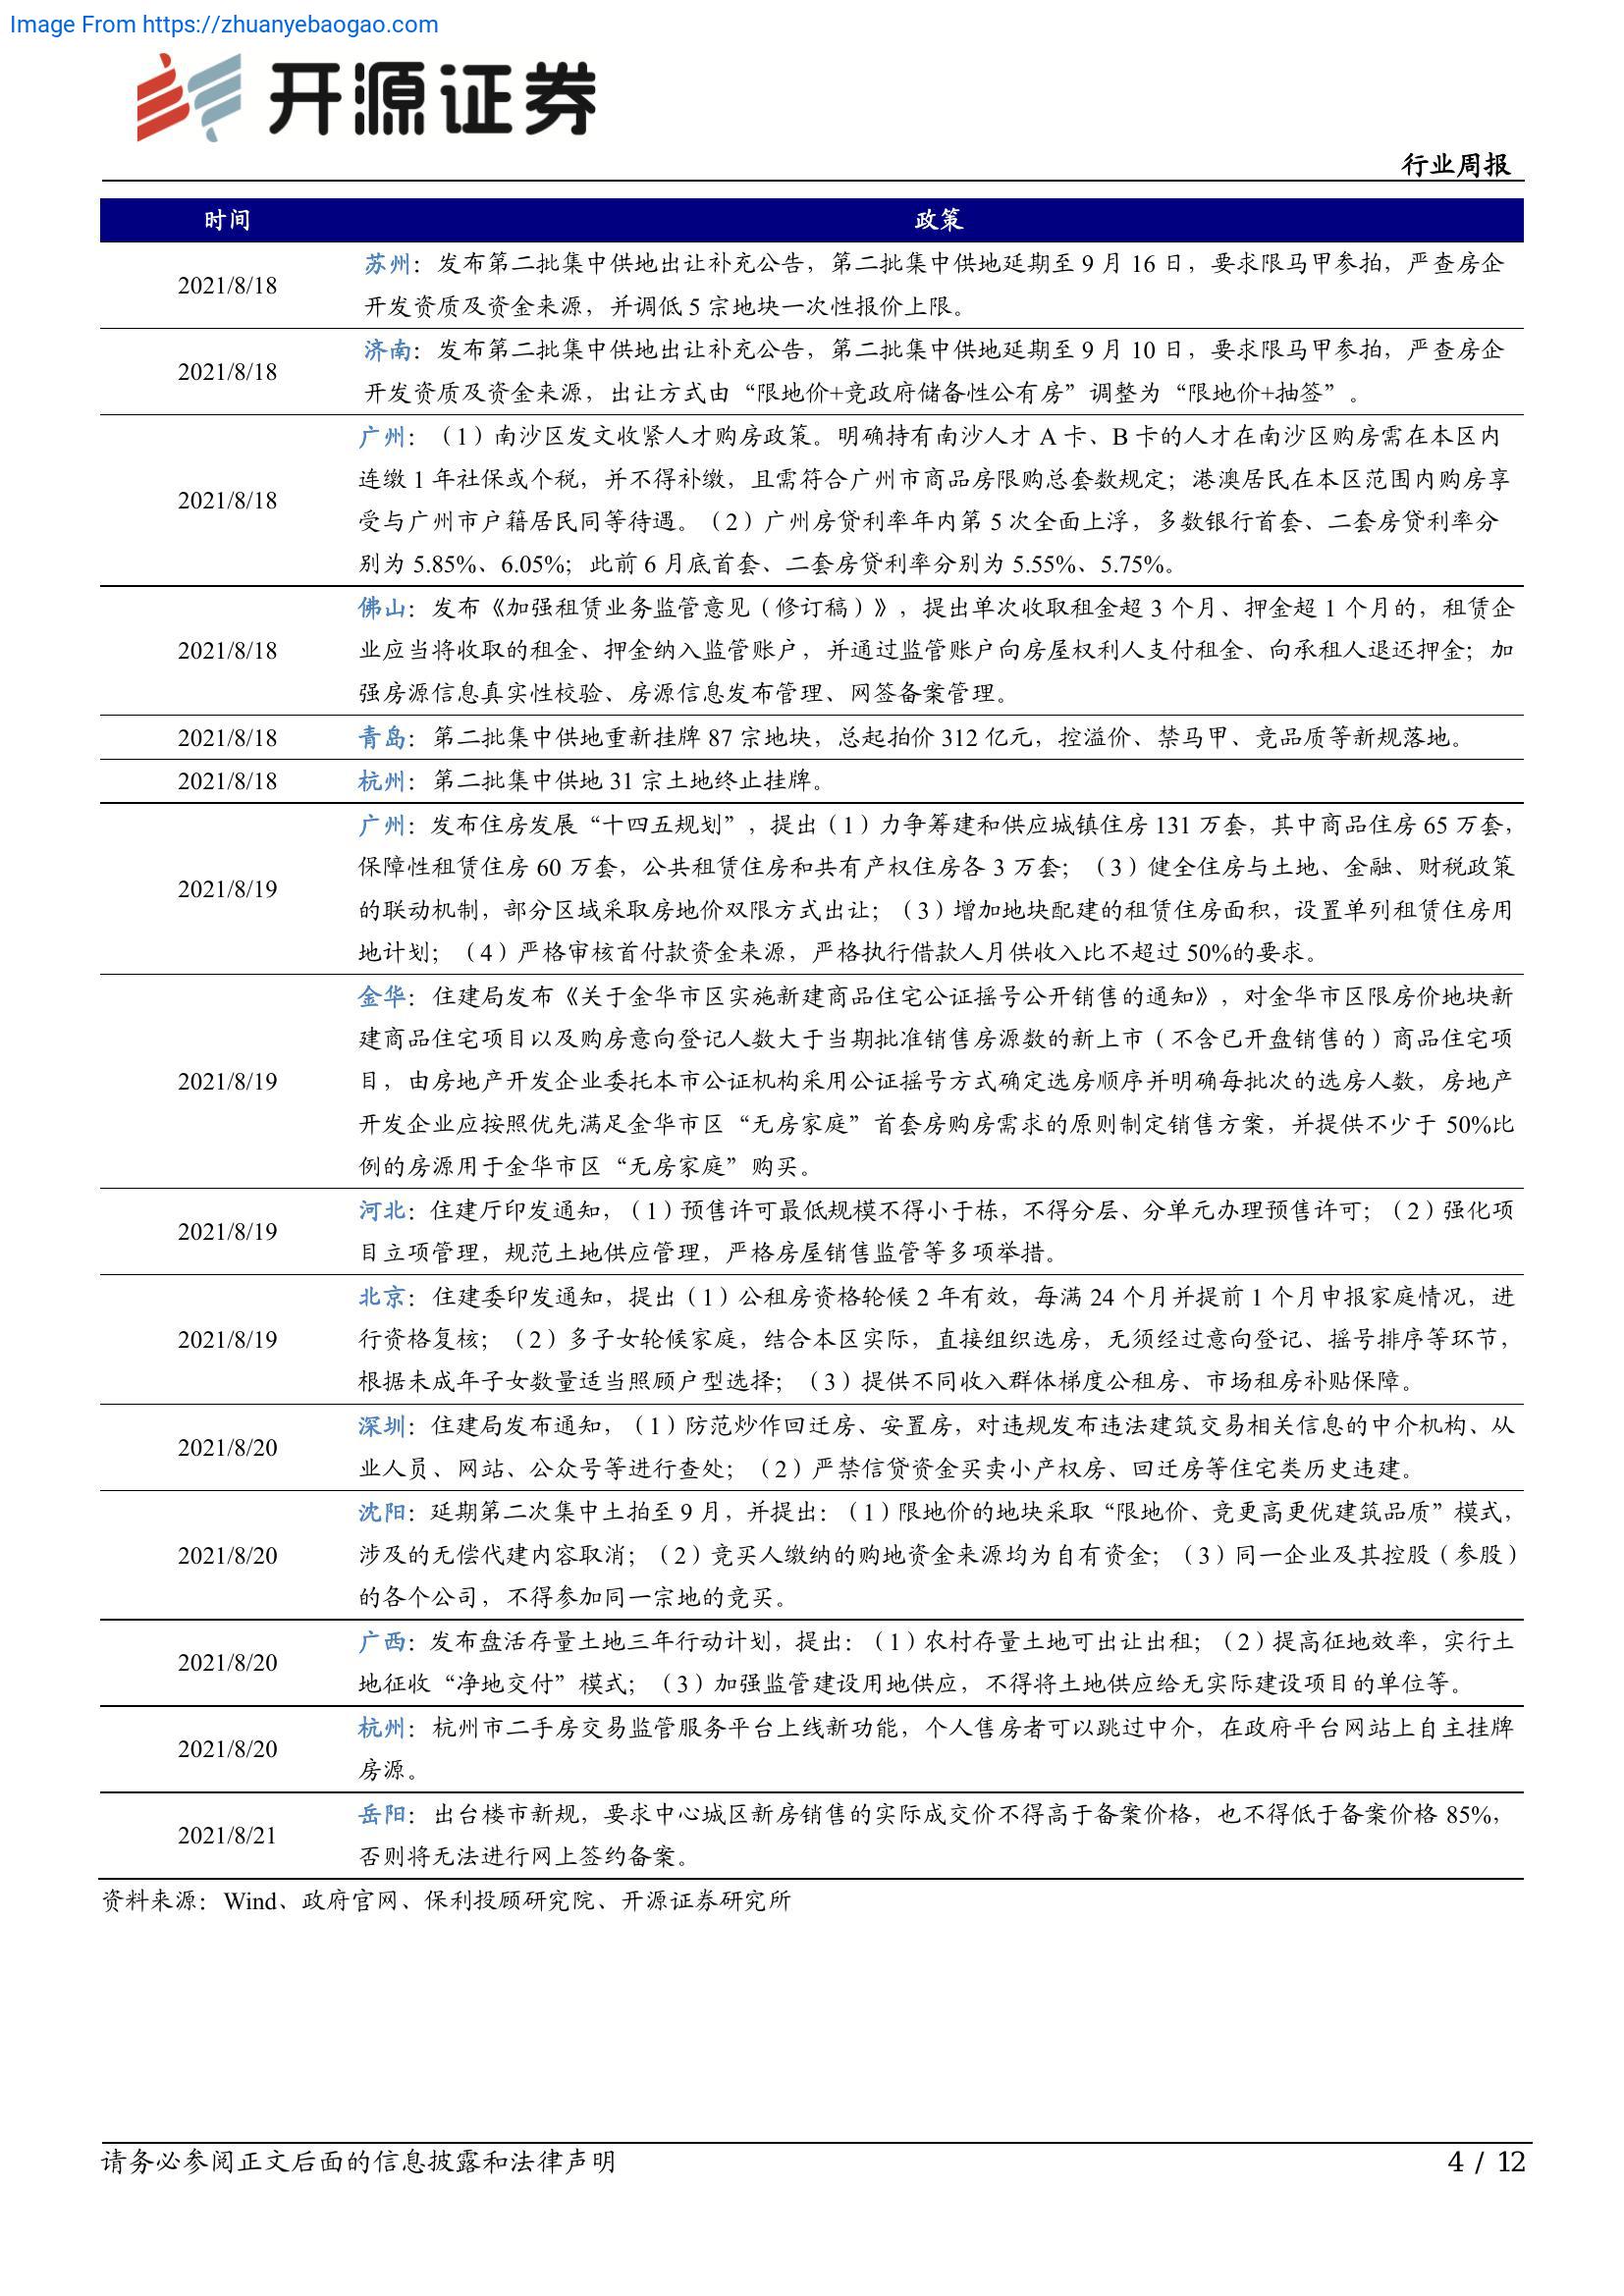 Image From https://zhuanyebaogao.com
开源证券
行业周报
时间 政策
2021/8/18
苏州：发布第二批集中供地出让补充公告，第二批集中供地延期至 9 月 16 日，要求限马甲参拍，严查房企
开发资质及资金来源，并调低 5 宗地块一次性报价上限。
2021/8/18
济南：发布第二批集中供地出让补充公告，第二批集中供地延期至 9 月 10 日，要求限马甲参拍，严查房企
开发资质及资金来源，出让方式由“限地价+竞政府储备性公有房”调整为“限地价+抽签”。
2021/8/18
广州：（1）南沙区发文收紧人才购房政策。明确持有南沙人才 A 卡、B 卡的人才在南沙区购房需在本区内
连缴 1 年社保或个税，并不得补缴，且需符合广州市商品房限购总套数规定；港澳居民在本区范围内购房享
受与广州市户籍居民同等待遇。（2）广州房贷利率年内第 5 次全面上浮，多数银行首套、二套房贷利率分
别为 5.85%、6.05%；此前 6 月底首套、二套房贷利率分别为 5.55%、5.75%。
2021/8/18
佛山：发布《加强租赁业务监管意见（修订稿）》，提出单次收取租金超 3 个月、押金超 1 个月的，租赁企
业应当将收取的租金、押金纳入监管账户，并通过监管账户向房屋权利人支付租金、向承租人退还押金；加
强房源信息真实性校验、房源信息发布管理、网签备案管理。
2021/8/18
青岛：第二批集中供地重新挂牌 87 宗地块，总起拍价 312 亿元，控溢价、禁马甲、竞品质等新规落地。
2021/8/18
杭州：第二批集中供地 31 宗土地终止挂牌。
2021/8/19
广州：发布住房发展“十四五规划”，提出（1）力争筹建和供应城镇住房 131 万套，其中商品住房 65 万套，
保障性租赁住房 60 万套，公共租赁住房和共有产权住房各 3 万套；（3）健全住房与土地、金融、财税政策
的联动机制，部分区域采取房地价双限方式出让；（3）增加地块配建的租赁住房面积，设置单列租赁住房用
地计划；（4）严格审核首付款资金来源，严格执行借款人月供收入比不超过 50%的要求。
2021/8/19
金华：住建局发布《关于金华市区实施新建商品住宅公证摇号公开销售的通知》，对金华市区限房价地块新
建商品住宅项目以及购房意向登记人数大于当期批准销售房源数的新上市（不含已开盘销售的）商品住宅项
目，由房地产开发企业委托本市公证机构采用公证摇号方式确定选房顺序并明确每批次的选房人数，房地产
开发企业应按照优先满足金华市区“无房家庭”首套房购房需求的原则制定销售方案，并提供不少于 50%比
例的房源用于金华市区“无房家庭”购买。
2021/8/19
河北：住建厅印发通知，（1）预售许可最低规模不得小于栋，不得分层、分单元办理预售许可；（2）强化项
目立项管理，规范土地供应管理，严格房屋销售监管等多项举措。
2021/8/19
北京：住建委印发通知，提出（1）公租房资格轮候 2 年有效，每满 24 个月并提前 1 个月申报家庭情况，进
行资格复核；（2）多子女轮候家庭，结合本区实际，直接组织选房，无须经过意向登记、摇号排序等环节，
根据未成年子女数量适当照顾户型选择；（3）提供不同收入群体梯度公租房、市场租房补贴保障。
2021/8/20
深圳：住建局发布通知，（1）防范炒作回迁房、安置房，对违规发布违法建筑交易相关信息的中介机构、从
业人员、网站、公众号等进行查处；（2）严禁信贷资金买卖小产权房、回迁房等住宅类历史违建。
2021/8/20
沈阳：延期第二次集中土拍至 9 月，并提出：（1）限地价的地块采取“限地价、竞更高更优建筑品质”模式，
涉及的无偿代建内容取消；（2）竞买人缴纳的购地资金来源均为自有资金；（3）同一企业及其控股（参股）
的各个公司，不得参加同一宗地的竞买。
2021/8/20
广西：发布盘活存量土地三年行动计划，提出：（1）农村存量土地可出让出租；（2）提高征地效率，实行土
地征收“净地交付”模式；（3）加强监管建设用地供应，不得将土地供应给无实际建设项目的单位等。
2021/8/20
杭州：杭州市二手房交易监管服务平台上线新功能，个人售房者可以跳过中介，在政府平台网站上自主挂牌
房源。
2021/8/21
岳阳：出台楼市新规，要求中心城区新房销售的实际成交价不得高于备案价格，也不得低于备案价格 85%，
否则将无法进行网上签约备案。
资料来源：Wind、政府官网、保利投顾研究院、开源证券研究所
请务必参阅正文后面的信息披露和法律声明
4 / 12